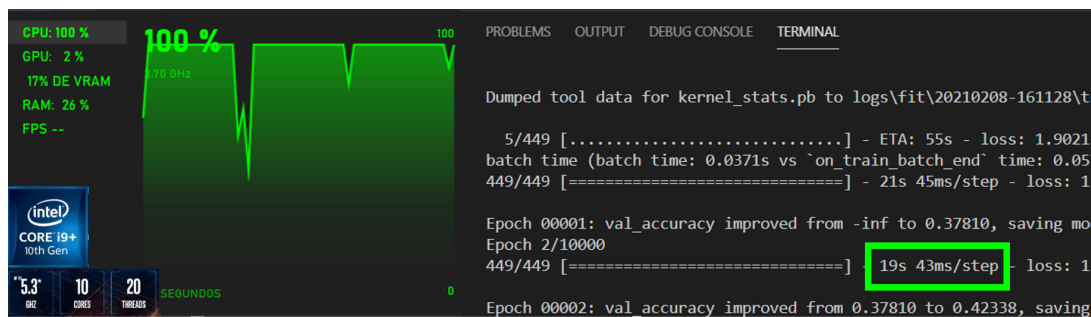 CPU: 100 %
GPU: 2 %
17% DE VRAM
RAM: 26 %
FPS --
100 %
3.70 GHz
100
SEGUNDOS
0
intel
CORE i9+
10th Gen
5.3
GHZ
10
CORES
20
THREADS
PROBLEMS OUTPUT DEBUG CONSOLE TERMINAL
Dumped tool data for kernel_stats.pb to logs\fit\20210208-161128\t
5/449 [..............................] - ETA: 55s - loss: 1.9021
batch time (batch time: 0.0371s vs `on_train_batch_end` time: 0.05
449/449 [==============================] - 21s 45ms/step - loss: 1
Epoch 00001: val_accuracy improved from -inf to 0.37810, saving mo
Epoch 2/10000
449/449 [==============================] - 19s 43ms/step - loss: 1
Epoch 00002: val_accuracy improved from 0.37810 to 0.42338, saving